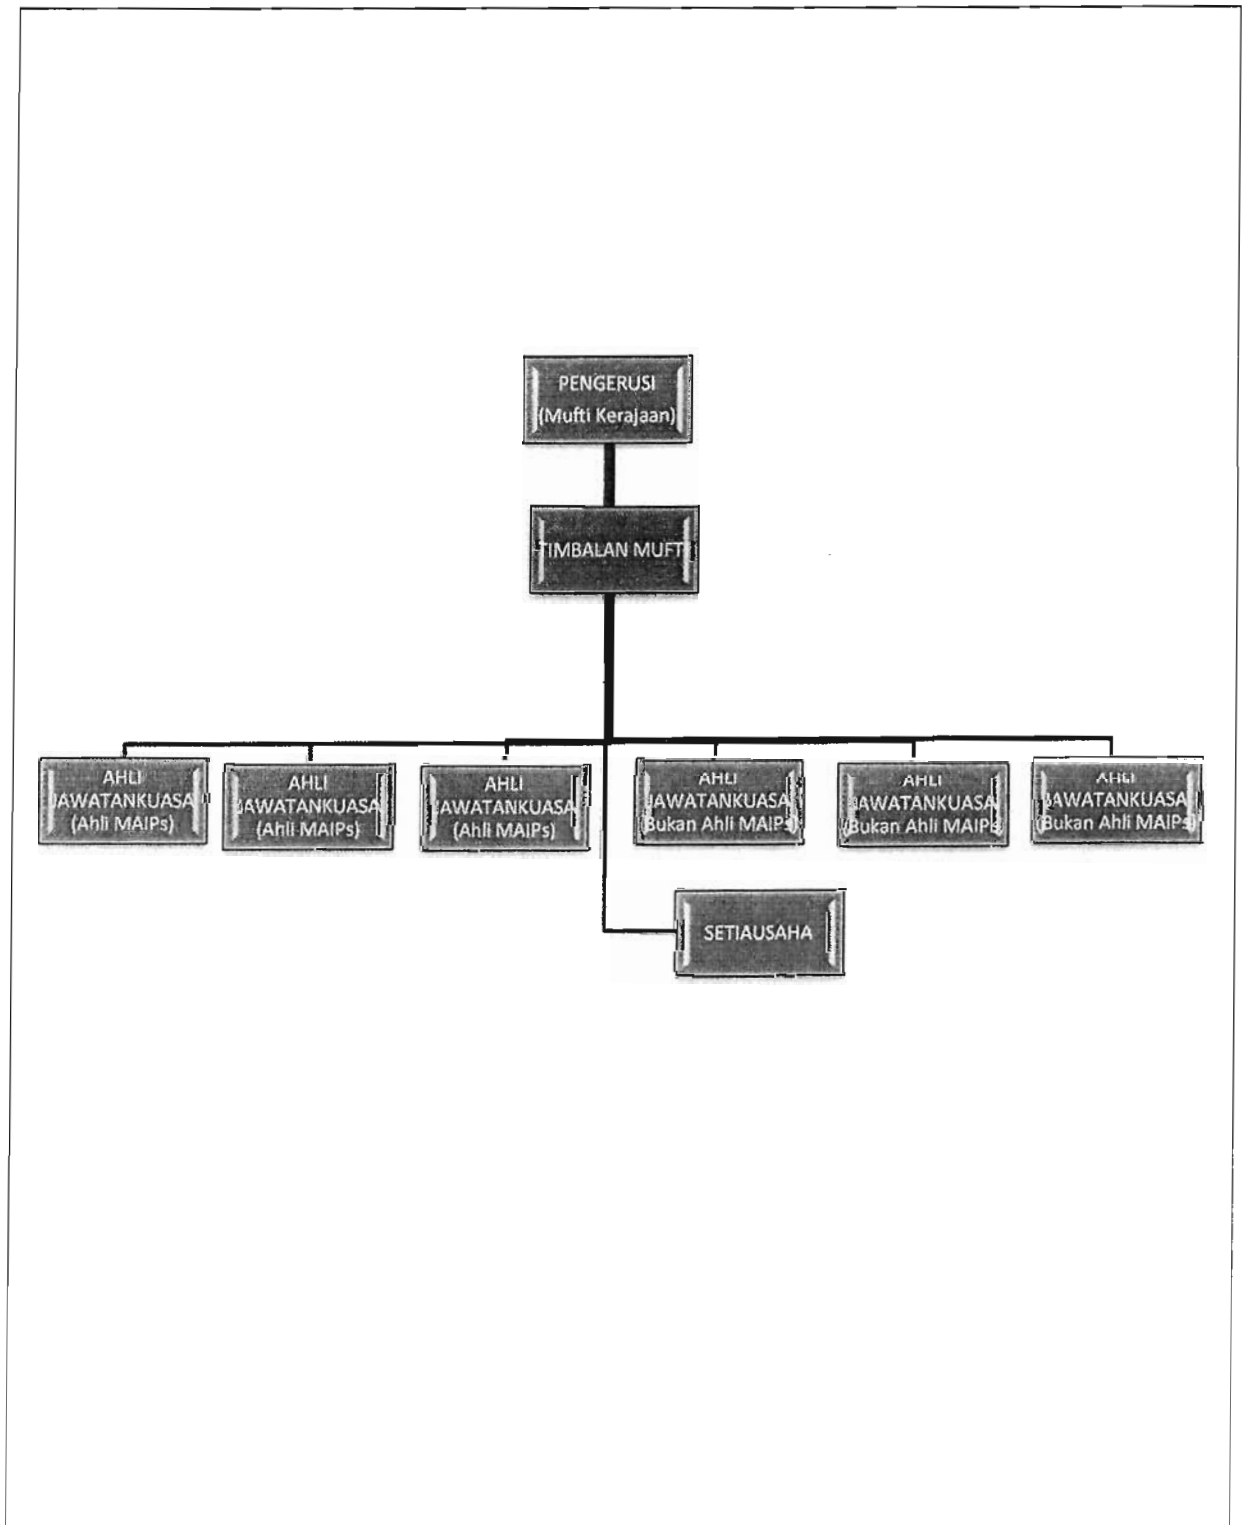 PENGERUSI
(Mufti Kerajaan)
TIMBALAN MUFTI
AHLI
JAWATANKUASA
(Ahli MAIPs)
AHLI
JAWATANKUASA
(Ahli MAIPs)
AHLI
JAWATANKUASA
(Ahli MAIPs)
AHLI
JAWATANKUASA
(Bukan Ahli MAIPs)
AHLI
JAWATANKUASA
(Bukan Ahli MAIPs)
AHLI
JAWATANKUASA
(Bukan Ahli MAIPs)
SETIAUSAHA